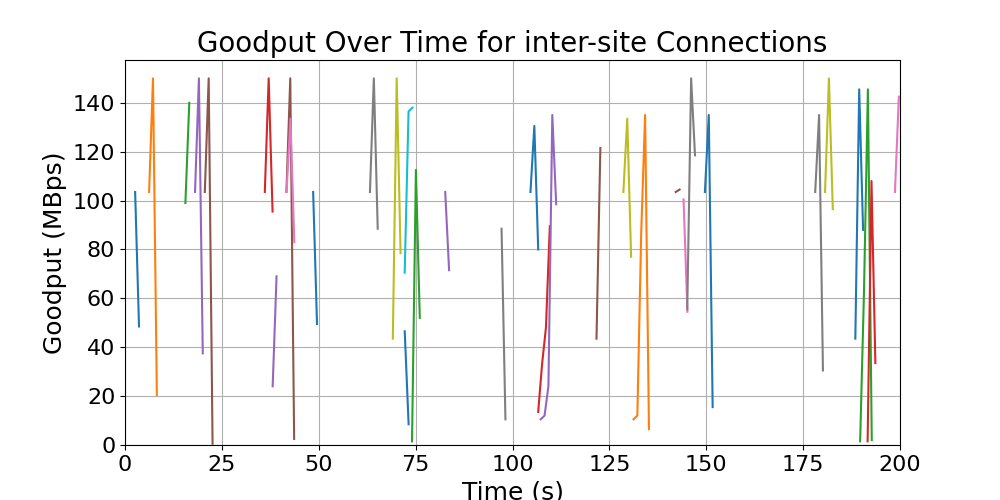 Goodput Over Time for inter-site Connections
Goodput (MBps)
140
120
100
80
60
40
20
0
0 25 50 75 100 125 150 175 200
Time (s)